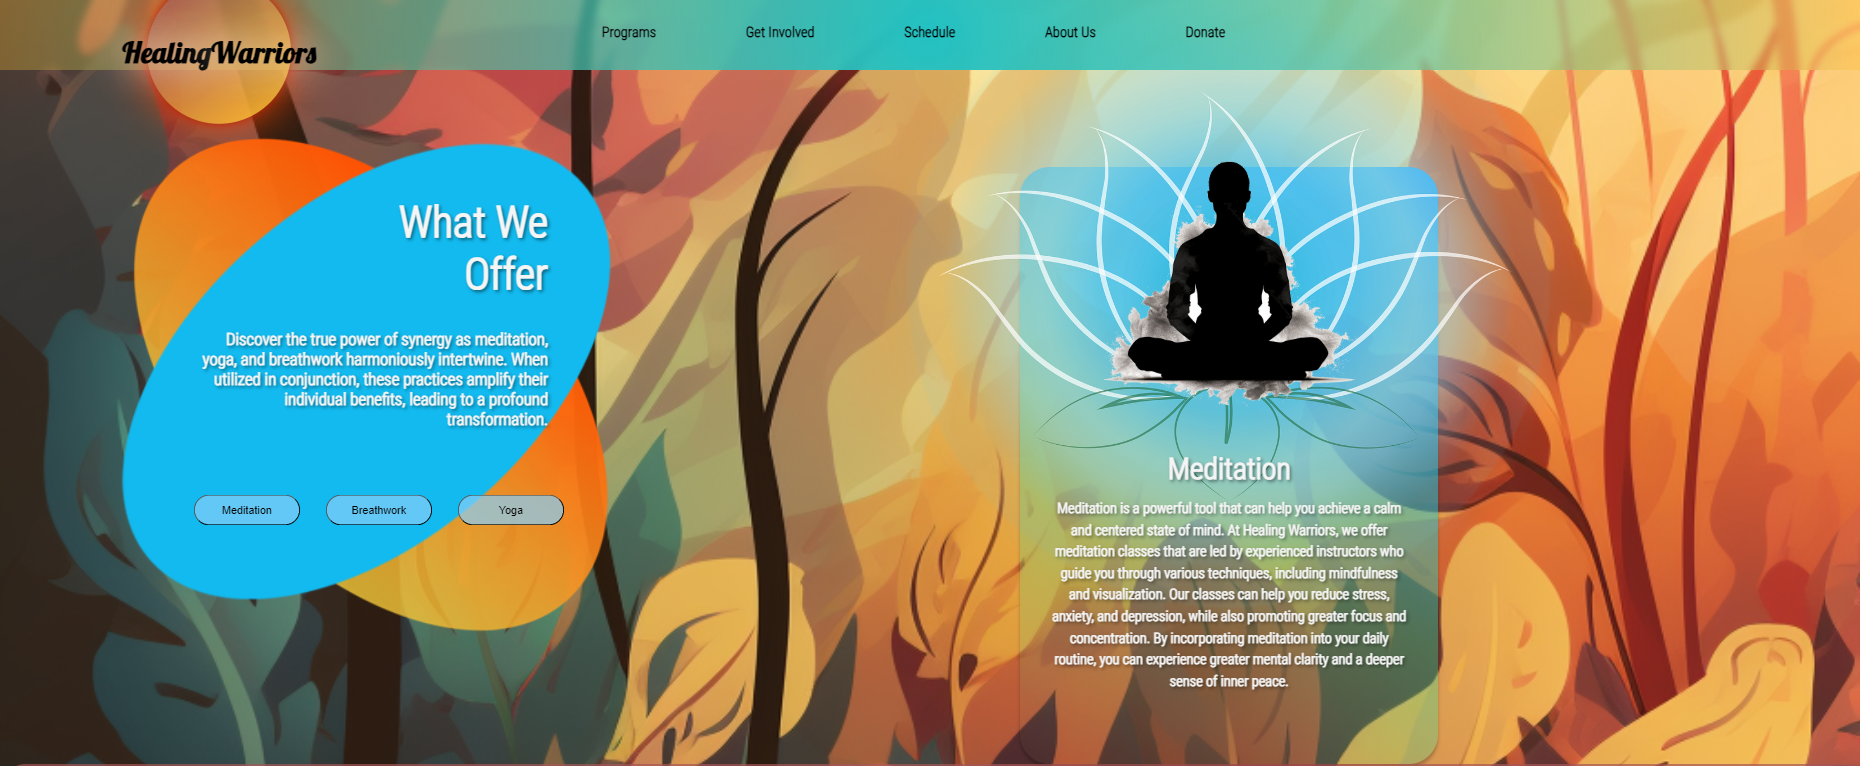 HealingWarriors
Programs
Get Involved
Schedule
About Us
Donate
What We
Offer
Discover the true power of synergy as meditation,
yoga, and breathwork harmoniously intertwine. When
utilized in conjunction, these practices amplify their
individual benefits, leading to a profound
transformation.
Meditation
Breathwork
Yoga
Meditation
Meditation is a powerful tool that can help you achieve a calm
and centered state of mind. At Healing Warriors, we offer
meditation classes that are led by experienced instructors who
guide you through various techniques, including mindfulness
and visualization. Our classes can help you reduce stress,
anxiety, and depression, while also promoting greater focus and
concentration. By incorporating meditation into your daily
routine, you can experience greater mental clarity and a deeper
sense of inner peace.